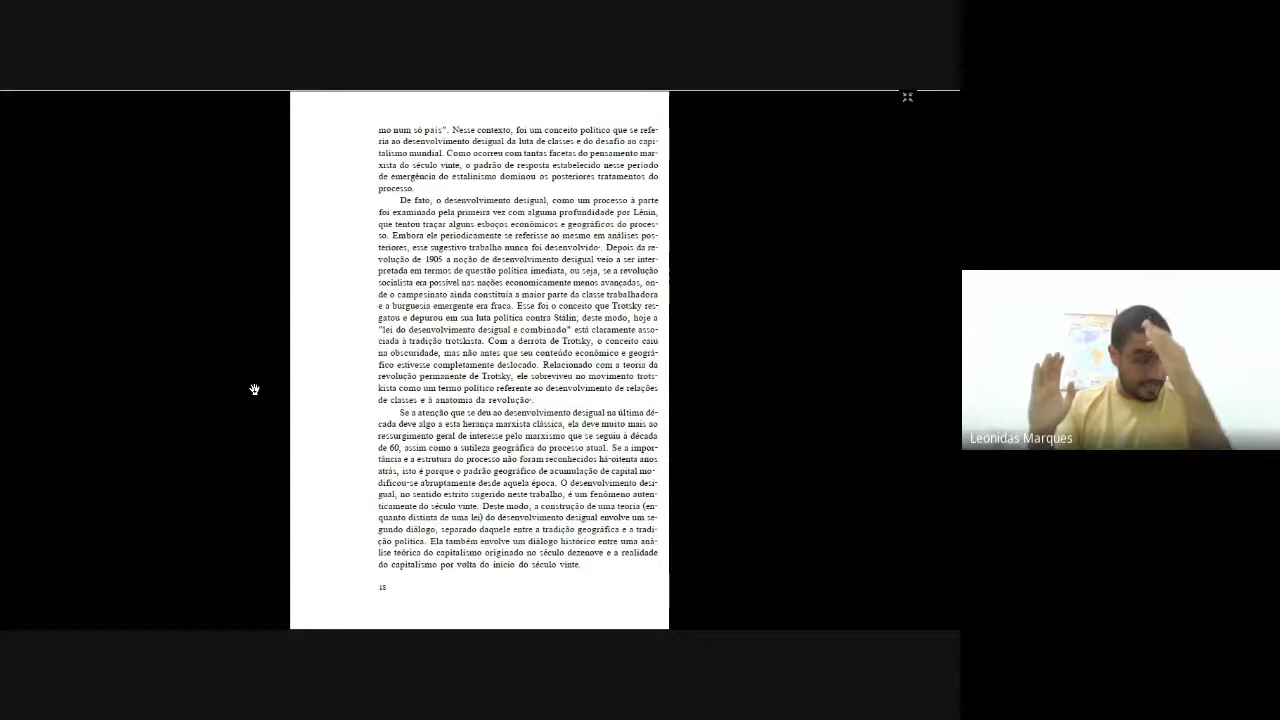 mo num só país". Nesse contexto, foi um conceito político que se refe-
ria ao desenvolvimento desigual da luta de classes e do desafio ao capi-
talismo mundial. Como ocorreu com tantas facetas do pensamento mar-
xista do século vinte, o padrão de resposta estabelecido nesse período
de emergência do estalinismo dominou os posteriores tratamentos do
processo.
De fato, o desenvolvimento desigual, como um processo à parte
foi examinado pela primeira vez com alguma profundidade por Lênin,
que tentou traçar alguns esboços econômicos e geográficos do proces-
so. Embora ele periodicamente se referisse ao mesmo em análises pos-
teriores, esse sugestivo trabalho nunca foi desenvolvido. Depois da re-
volução de 1905 a noção de desenvolvimento desigual veio a ser inter-
pretada em termos de questão política imediata, ou seja, se a revolução
socialista era possível nas nações economicamente menos avançadas, on-
de o campesinato ainda constituía a maior parte da classe trabalhadora
e a burguesia emergente era fraca. Esse foi o conceito que Trotsky res-
gatou e depurou em sua luta política contra Stálin; deste modo, hoje a
"lei do desenvolvimento desigual e combinado" está claramente asso-
ciada à tradição trotskista. Com a derrota de Trotsky, o conceito caiu
na obscuridade, mas não antes que seu conteúdo econômico e geográ-
fico estivesse completamente deslocado. Relacionado com a teoria da
revolução permanente de Trotsky, ele sobreviveu no movimento trots-
kista como um termo político referente ao desenvolvimento de relações
de classes e à anatomia da revolução.
Se a atenção que se deu ao desenvolvimento desigual na última dé-
cada deve algo a esta herança marxista clássica, ela deve muito mais ao
ressurgimento geral de interesse pelo marxismo que se seguiu à década
de 60, assim como a sutileza geográfica do processo atual. Se a impor-
tância e a estrutura do processo não foram reconhecidos há oitenta anos
atrás, isto é porque o padrão geográfico de acumulação de capital mo-
dificou-se abruptamente desde aquela época. O desenvolvimento desi-
gual, no sentido estrito sugerido neste trabalho, é um fenômeno auten-
ticamente do século vinte. Deste modo, a construção de uma teoria (en-
quanto distinta de uma lei) do desenvolvimento desigual envolve um se-
gundo diálogo, separado daquele entre a tradição geográfica e a tradi-
ção política. Ela também envolve um diálogo histórico entre uma aná-
lise teórica do capitalismo originado no século dezenove e a realidade
do capitalismo por volta do início do século vinte.
18
Leonidas Marques